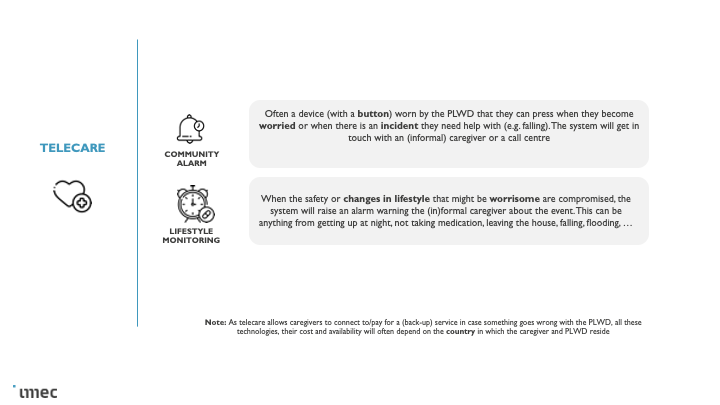 TELECARE
COMMUNITY
ALARM
Often a device (with a button) worn by the PLWD that they can press when they become
worried or when there is an incident they need help with (e.g. falling). The system will get in
touch with an (informal) caregiver or a call centre
LIFESTYLE
MONITORING
When the safety or changes in lifestyle that might be worrisome are compromised, the
system will raise an alarm warning the (in)formal caregiver about the event. This can be
anything from getting up at night, not taking medication, leaving the house, falling, flooding, …
Note: As telecare allows caregivers to connect to/pay for a (back-up) service in case something goes wrong with the PLWD, all these
technologies, their cost and availability will often depend on the country in which the caregiver and PLWD reside
imec